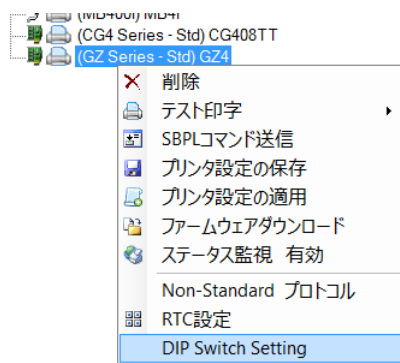 (MB400i) MB4i
(CG4 Series - Std) CG408TT
(GZ Series - Std) GZ4
削除
テスト印字
SBPLコマンド送信
プリンタ設定の保存
プリンタ設定の適用
ファームウェアダウンロード
ステータス監視 有効
Non-Standard プロトコル
RTC設定
DIP Switch Setting